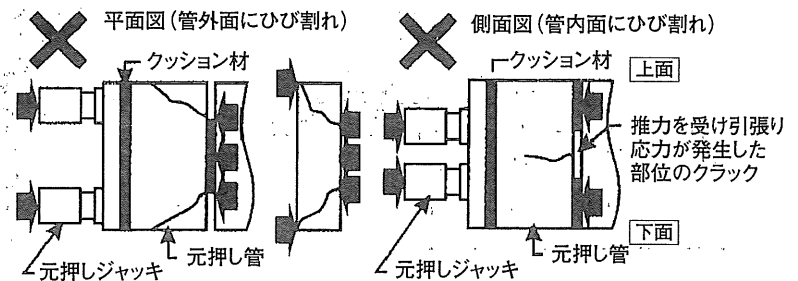 平面図(管外面にひび割れ)
クッション材
元押しジャッキ
元押し管
側面図(管内面にひび割れ)
クッション材
上面
推力を受け引張り
応力が発生した
部位のクラック
下面
元押し管
元押しジャッキ